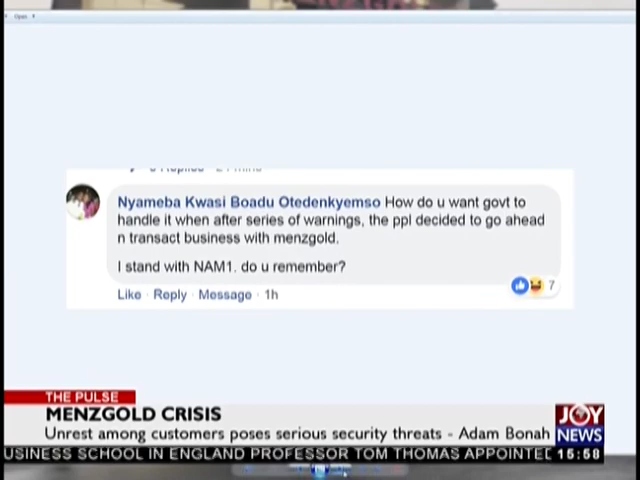 Open
Nyameba Kwasi Boadu Otedenkyemso How do u want govt to
handle it when after series of warnings, the ppl decided to go ahead
n transact business with menzgold.
I stand with NAM1. do u remember?
Like · Reply · Message · 1h
7
THE PULSE
MENZGOLD CRISIS
Unrest among customers poses serious security threats - Adam Bonah
JOY
NEWS
USINESS SCHOOL IN ENGLAND PROFESSOR TOM THOMAS APPOINTED
15:58